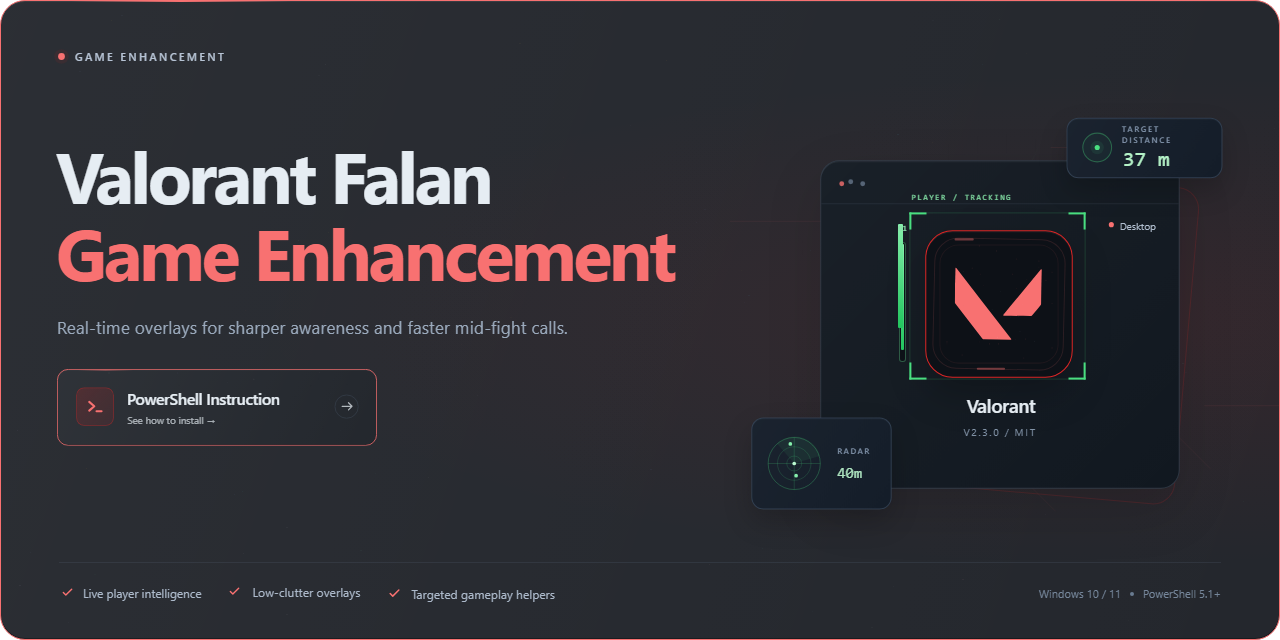 GAME ENHANCEMENT
Valorant Falan
Game Enhancement
Real-time overlays for sharper awareness and faster mid-fight calls.
>_
PowerShell Instruction
See how to install →
→
TARGET
DISTANCE
37 m
PLAYER / TRACKING
Desktop
Valorant
V2.3.0 / MIT
RADAR
40m
Live player intelligence
Low-clutter overlays
Targeted gameplay helpers
Windows 10 / 11 • PowerShell 5.1+